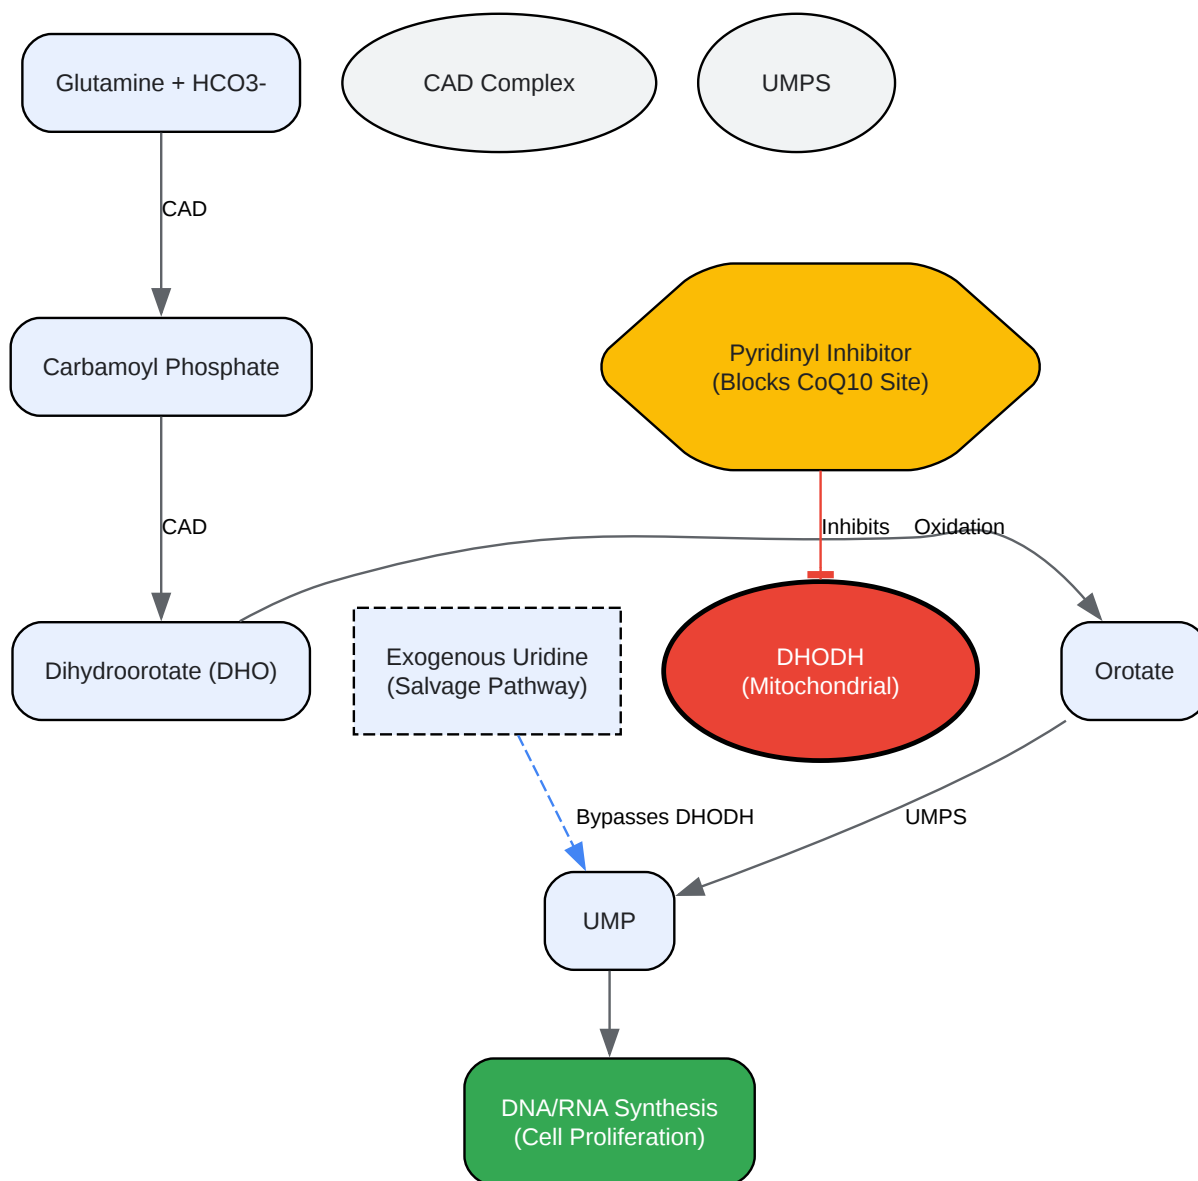 Glutamine + HCO3-
CAD Complex
UMPS
CAD
Pyridinyl Inhibitor
(Blocks CoQ10 Site)
Carbamoyl Phosphate
CAD
Inhibits
Oxidation
Dihydroorotate (DHO)
Exogenous Uridine
(Salvage Pathway)
DHODH
(Mitochondrial)
Orotate
Bypasses DHODH
UMPS
UMP
DNA/RNA Synthesis
(Cell Proliferation)